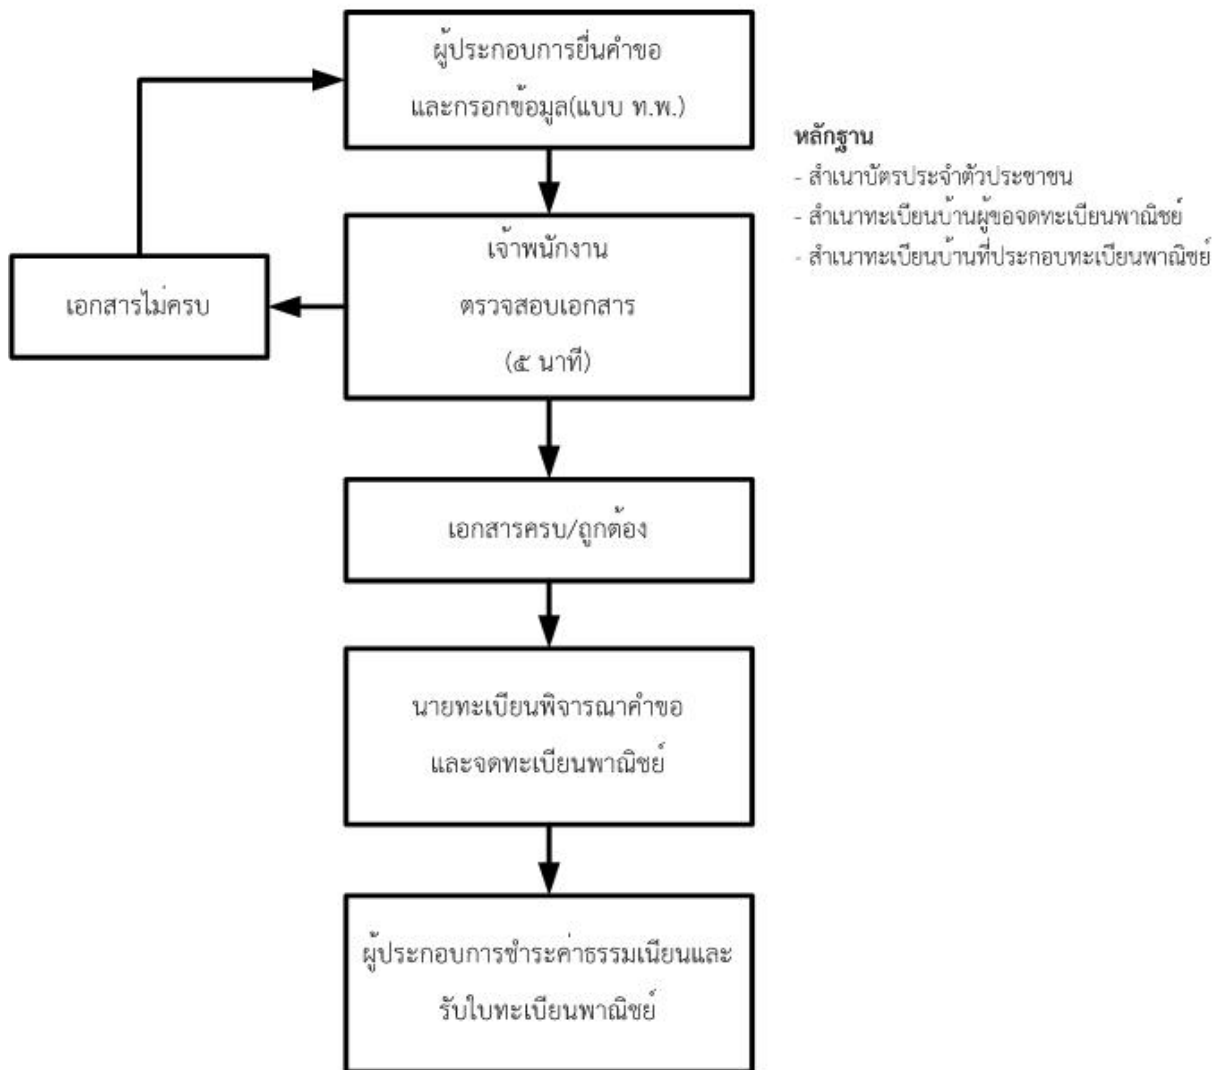 ผู้ประกอบการยื่นคำขอ
และกรอกข้อมูล(แบบ ท.พ.)
หลักฐาน
- สำเนาบัตรประจำตัวประชาชน
- สำเนาทะเบียนบ้านผู้ขอจดทะเบียนพาณิชย์
- สำเนาทะเบียนบ้านที่ประกอบทะเบียนพาณิชย์
เจ้าพนักงาน
ตรวจสอบเอกสาร
(๕ นาที)
เอกสารไม่ครบ
เอกสารครบ/ถูกต้อง
นายทะเบียนพิจารณาคำขอ
และจดทะเบียนพาณิชย์
ผู้ประกอบการชำระค่าธรรมเนียนและ
รับใบทะเบียนพาณิชย์